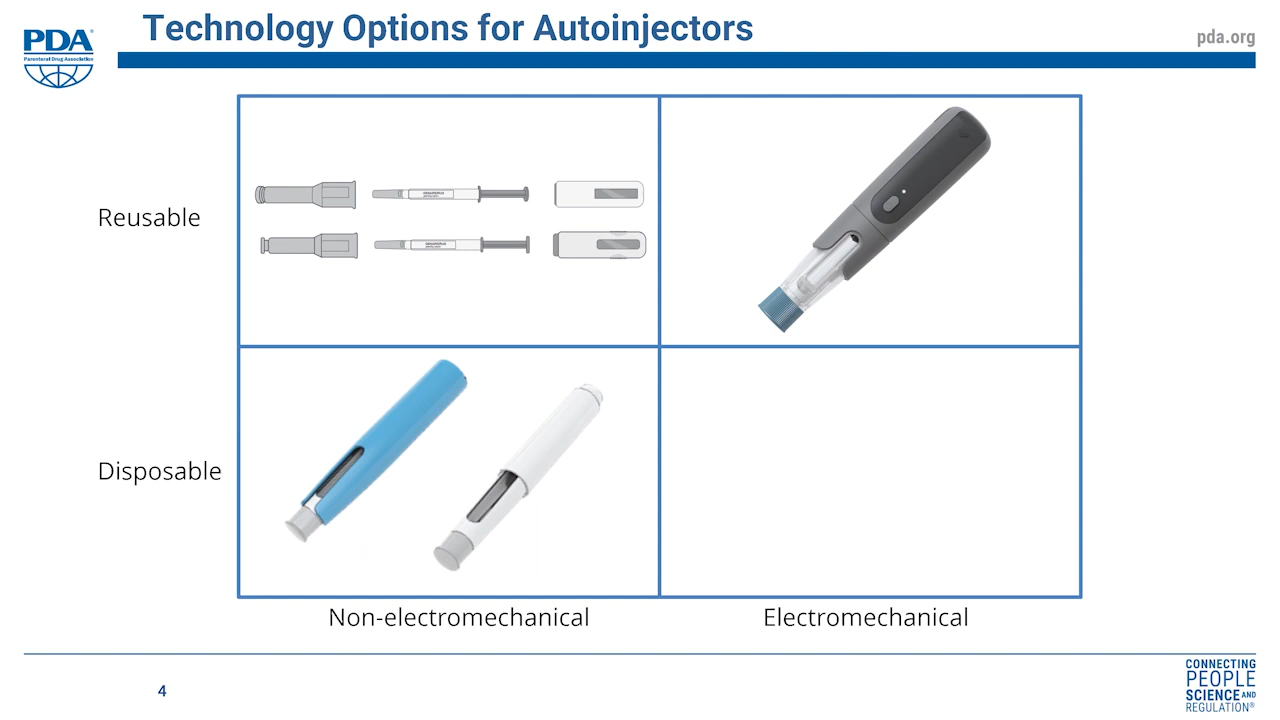 Technology Options for Autoinjectors
pda.org
PDA®
Parenteral Drug Association
Reusable
Disposable
Non-electromechanical
Electromechanical
4
CONNECTING
PEOPLE
SCIENCE AND
REGULATION®